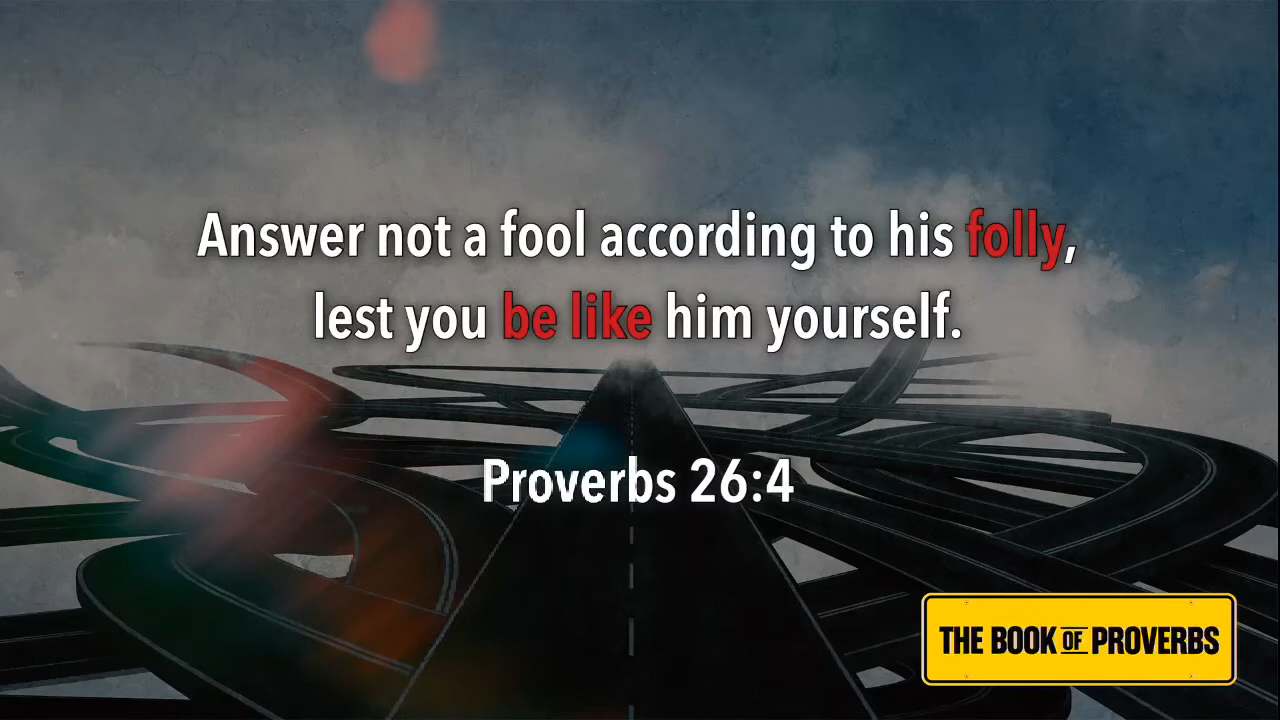 Answer not a fool according to his folly,
lest you be like him yourself.
Proverbs 26:4
THE BOOK OF PROVERBS